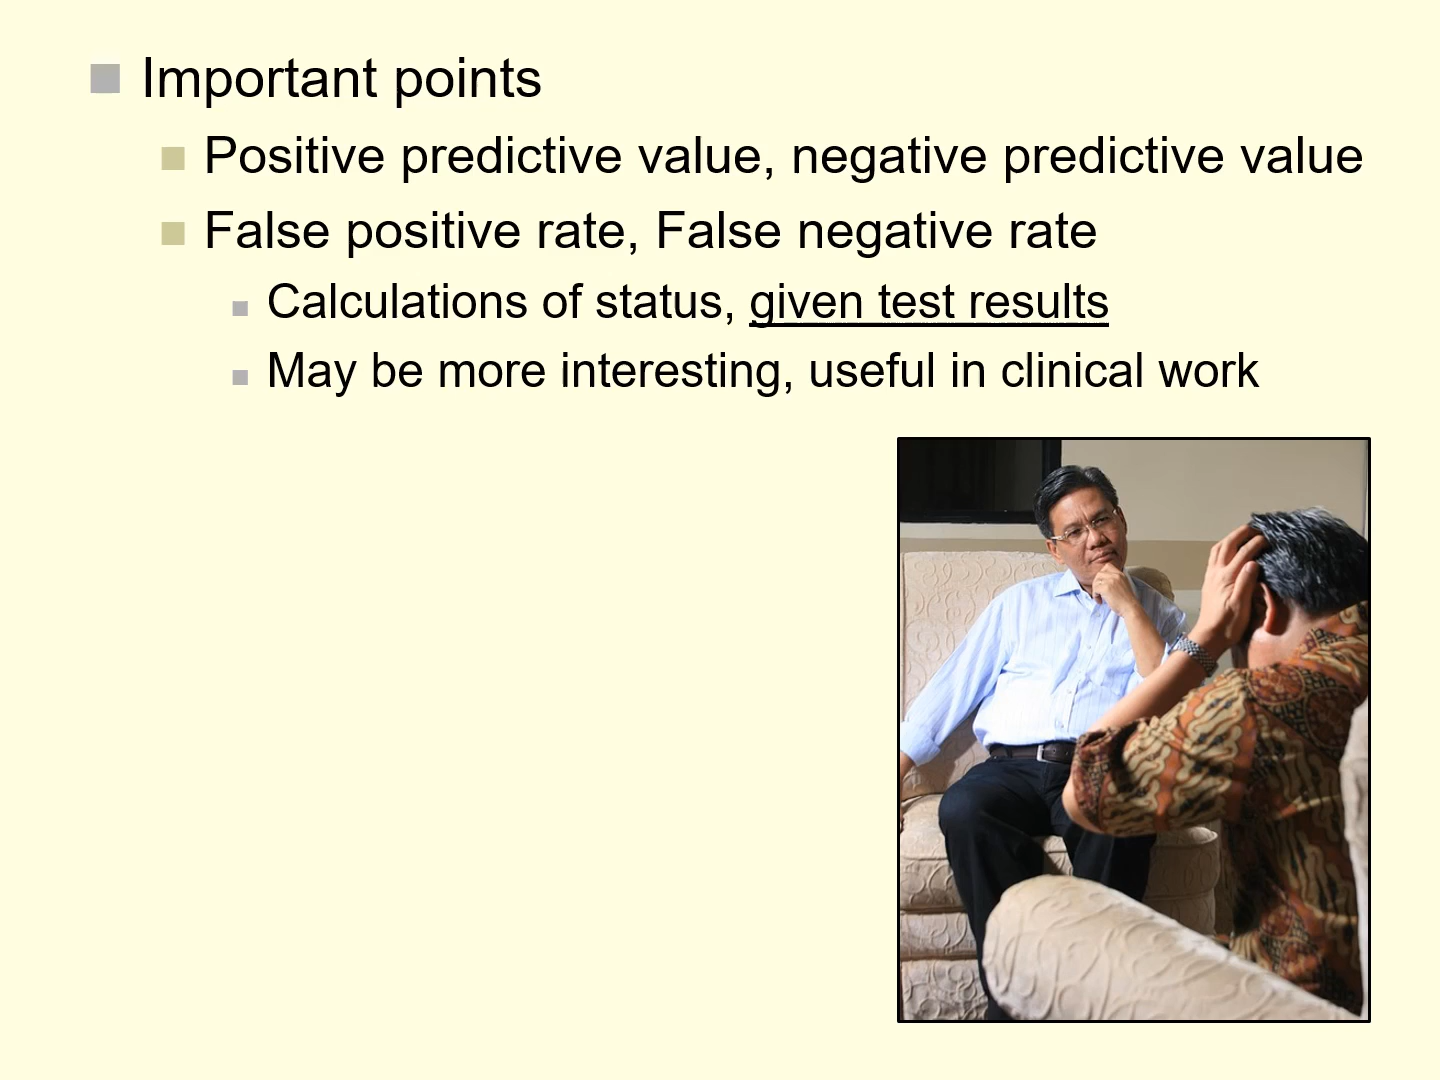 Important points
Positive predictive value, negative predictive value
False positive rate, False negative rate
Calculations of status, given test results
May be more interesting, useful in clinical work